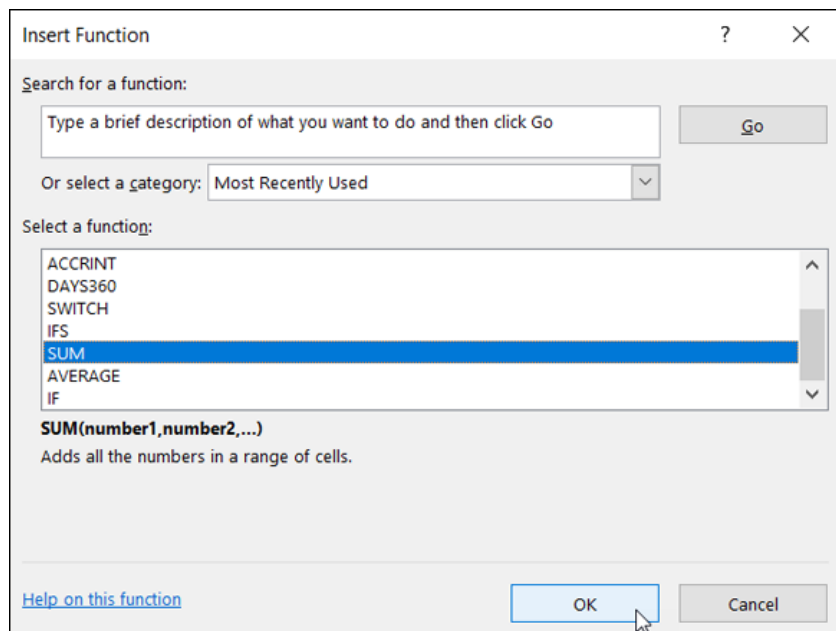 Insert Function
?
Search for a function:
Type a brief description of what you want to do and then click Go
Go
Or select a category: Most Recently Used
Select a function:
ACCRINT
DAYS360
SWITCH
IFS
SUM
AVERAGE
IF
SUM(number1,number2,...)
Adds all the numbers in a range of cells.
Help on this function
OK
Cancel